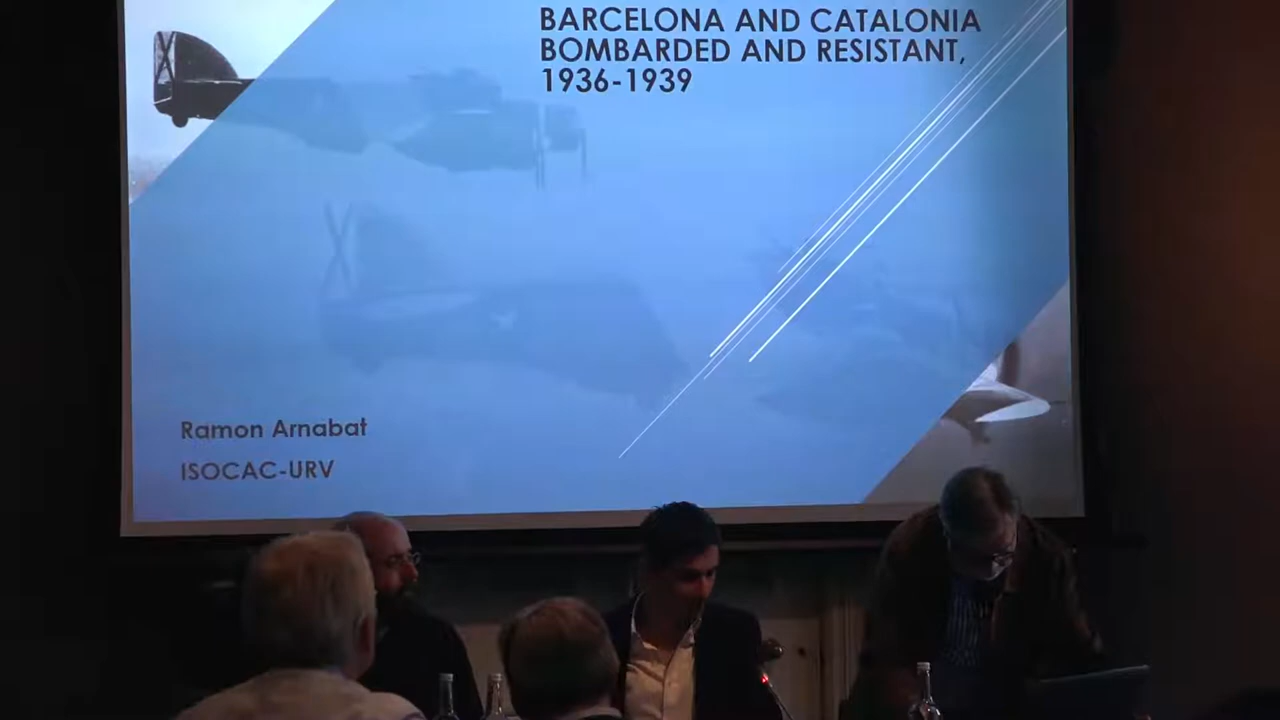 BARCELONA AND CATALONIA
BOMBARDED AND RESISTANT,
1936-1939
Ramon Arnabat
ISOCAC-URV